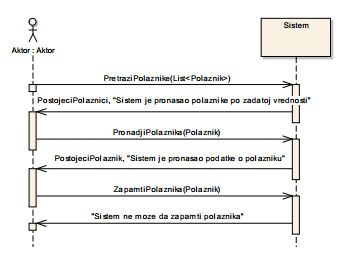 Sistem
Aktor : Aktor
PretraziPolaznike(List<Polaznik>)
PostojeciPolaznici, "Sistem je pronasao polaznike po zadatoj vrednosti"
PronadjiPolaznika(Polaznik)
PostojeciPolaznik, "Sistem je pronasao podatke o polazniku"
ZapamtiPolaznika(Polaznik)
"Sistem ne moze da zapamti polaznika"